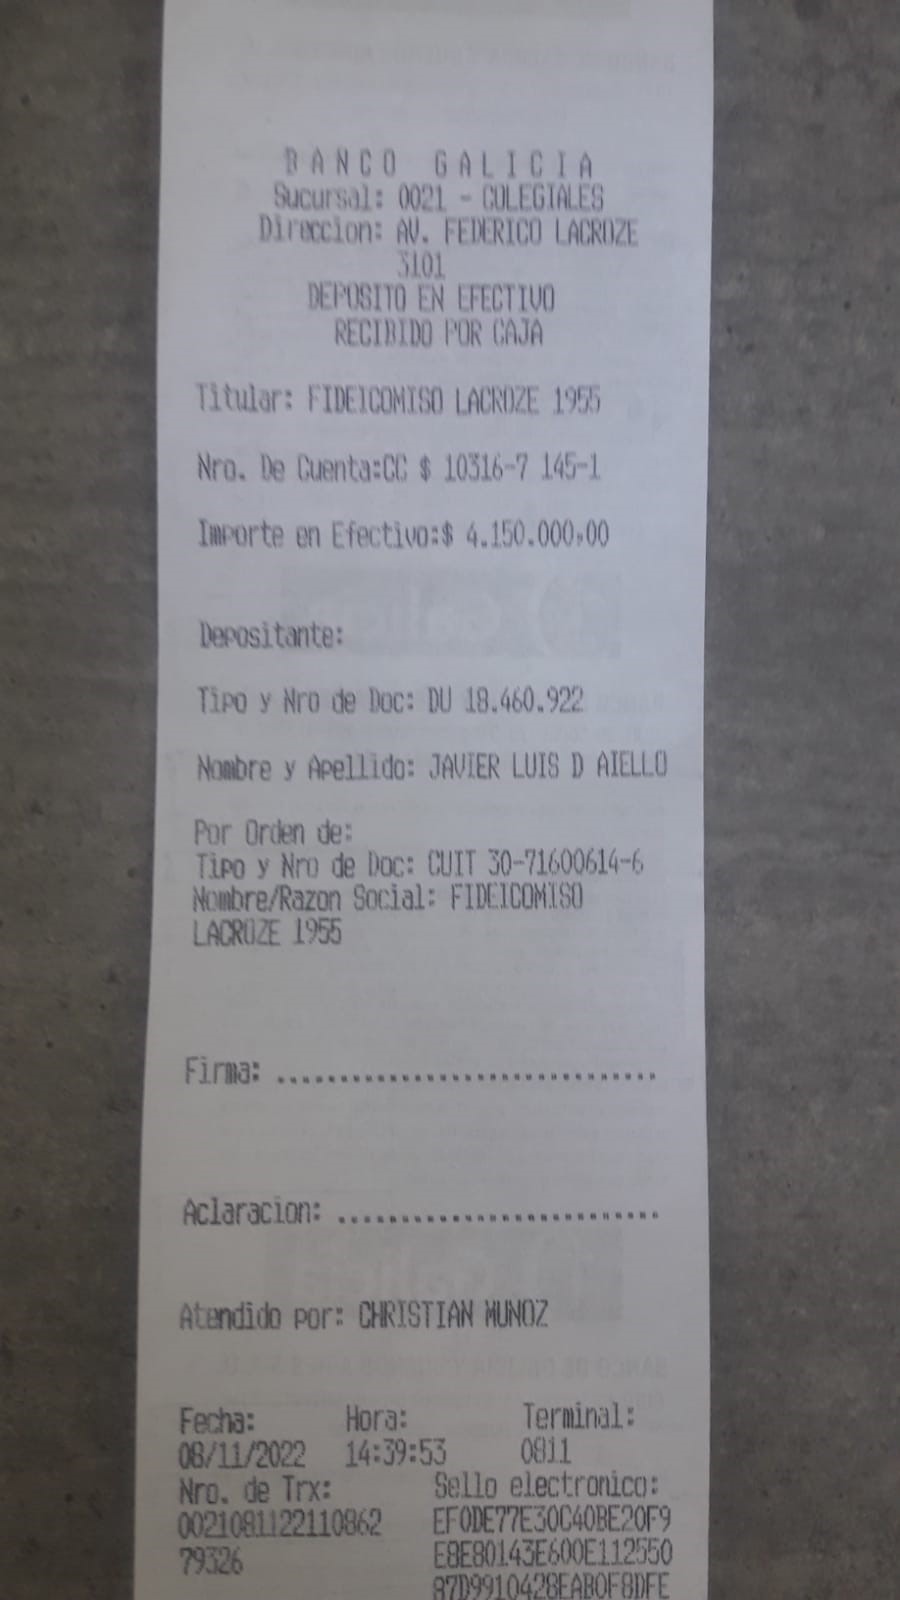 BANCO GALICIA
Sucursal: 0021 - COLEGIALES
Direccion: AV. FEDERICO LACROZE
3101
DEPOSITO EN EFECTIVO
RECIBIDO POR CAJA
Titular: FIDEICOMISO LACROZE 1955
Nro. De Cuenta:CC $ 10316-7 145-1
Importe en Efectivo:$ 4.150.000,00
Depositante:
Tipo y Nro de Doc: DU 18.460.922
Nombre y Apellido: JAVIER LUIS D AIELLO
Por Orden de:
Tipo y Nro de Doc: CUIT 30-71600614-6
Nombre/Razon Social: FIDEICOMISO
LACROZE 1955
Firma: ..............................
Aclaracion: ..........................
Atendido por: CHRISTIAN MUNOZ
Fecha: Hora: Terminal:
08/11/2022 14:39:53 0811
Nro. de Trx: Sello electronico:
0021081122110862 EF0DE77E30C40BE20F9
79326 E8E80143E600E112550
87D9910428EAB0F8DFE